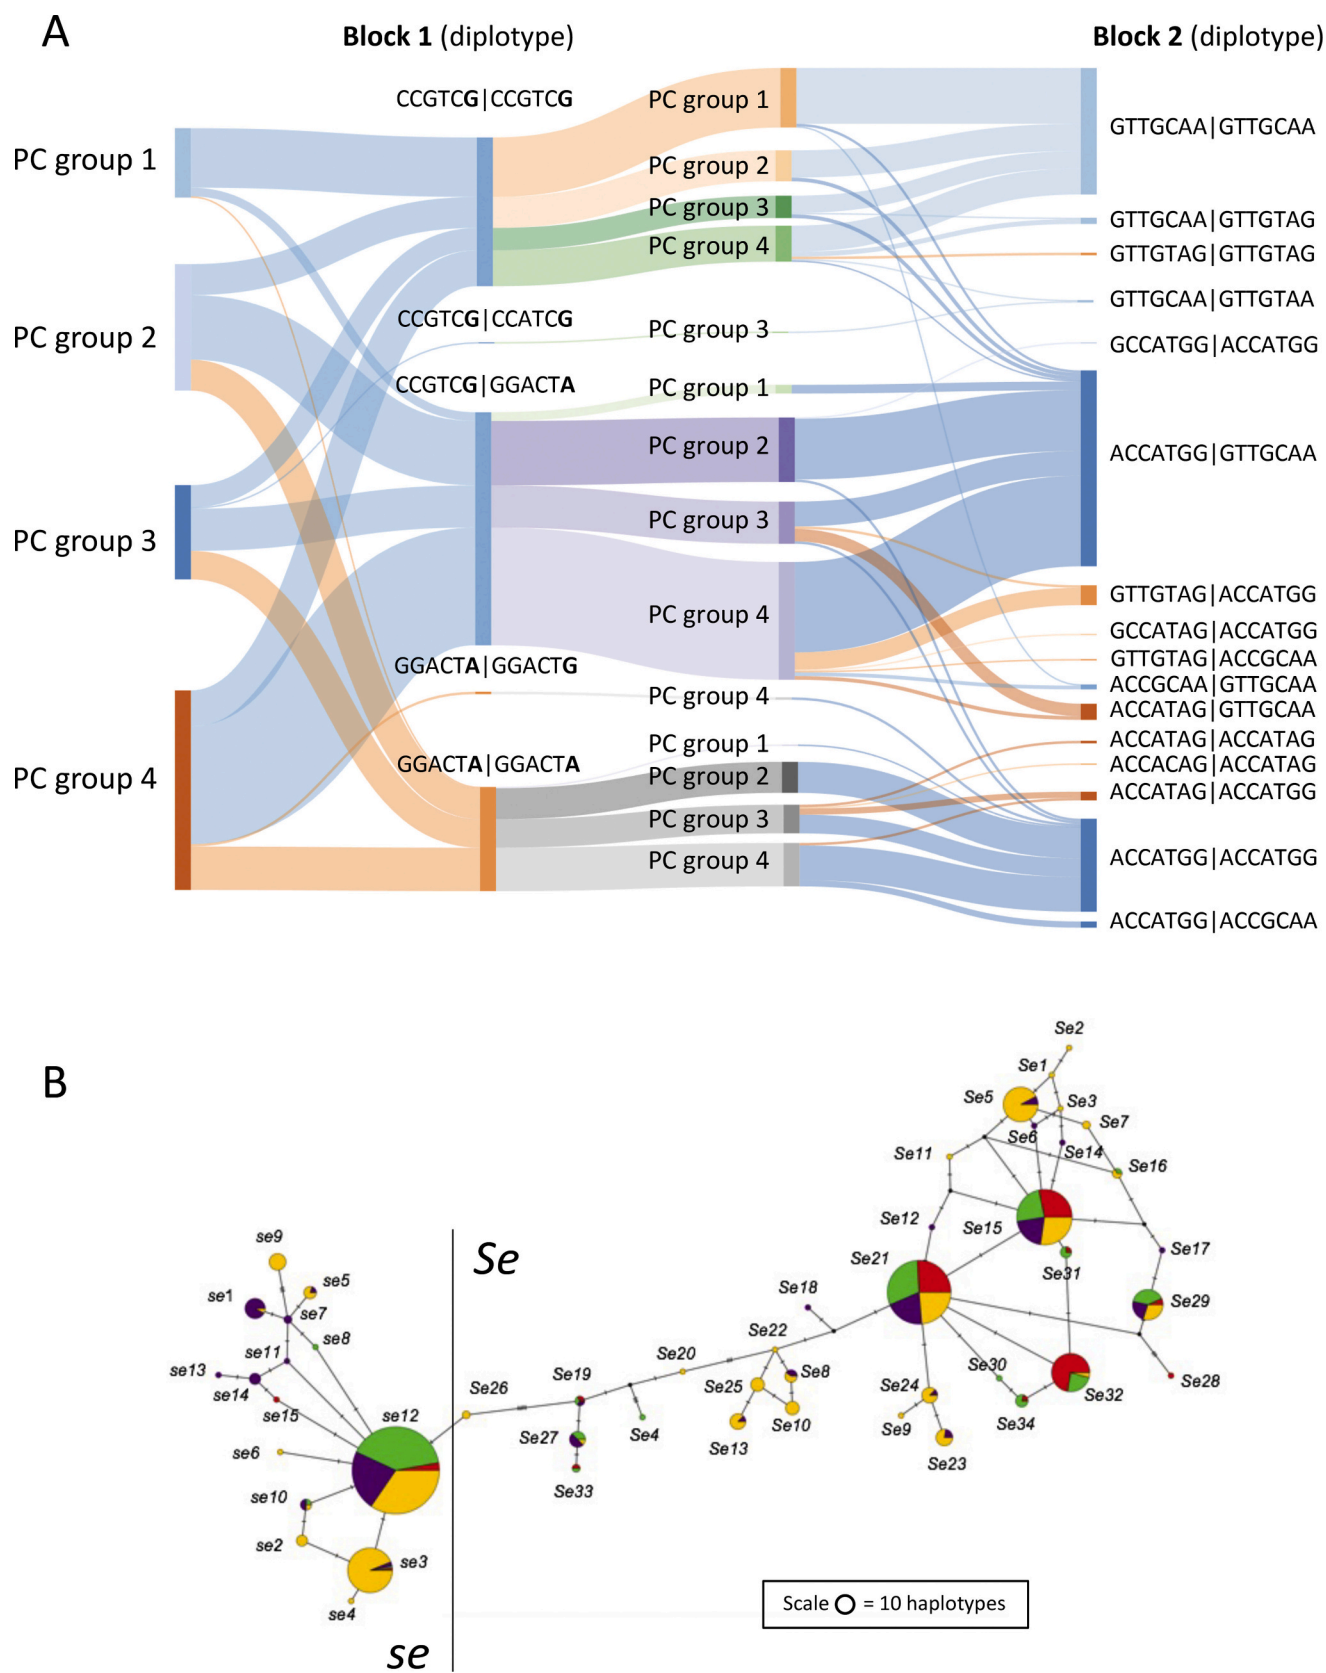 A
Block 1 (diplotype)
Block 2 (diplotype)
CCGTCG|CCGTCG
PC group 1
GTTGCAA|GTTGCAA
PC group 1
PC group 2
PC group 3
GTTGCAA|GTTGTAG
PC group 4
GTTGTAG|GTTGTAG
GTTGCAA|GTTGTAA
CCGTCG|CCATCG
PC group 3
PC group 2
GCCATGG|ACCATGG
CCGTCG|GGACTA
PC group 1
PC group 2
ACCATGG|GTTGCAA
PC group 3
PC group 3
GTTGTAG|ACCATGG
PC group 4
GCCATAG|ACCATGG
GTTGTAG|ACCGCAA
GGACTA|GGACTG
ACCGCAA|GTTGCAA
PC group 4
ACCATAG|GTTGCAA
PC group 1
ACCATAG|ACCATAG
GGACTA|GGACTA
ACCACAG|ACCATAG
PC group 4
PC group 2
ACCATAG|ACCATGG
PC group 3
PC group 4
ACCATGG|ACCATGG
ACCATGG|ACCGCAA
B
Se2
Se1
Se5
Se3
Se7
Se6
Se11
Se14
Se16
Se12
Se15
Se17
se9
Se
Se21
Se31
se5
se1
se7
Se18
Se29
se8
Se22
se11
Se20
Se8
Se30
se13
Se19
Se26
Se25
Se24
Se28
se14
Se32
se15
se12
Se10
Se34
Se9
Se4
Se27
Se13
se6
Se23
Se33
se10
se2
se3
se4
Scale = 10 haplotypes
se